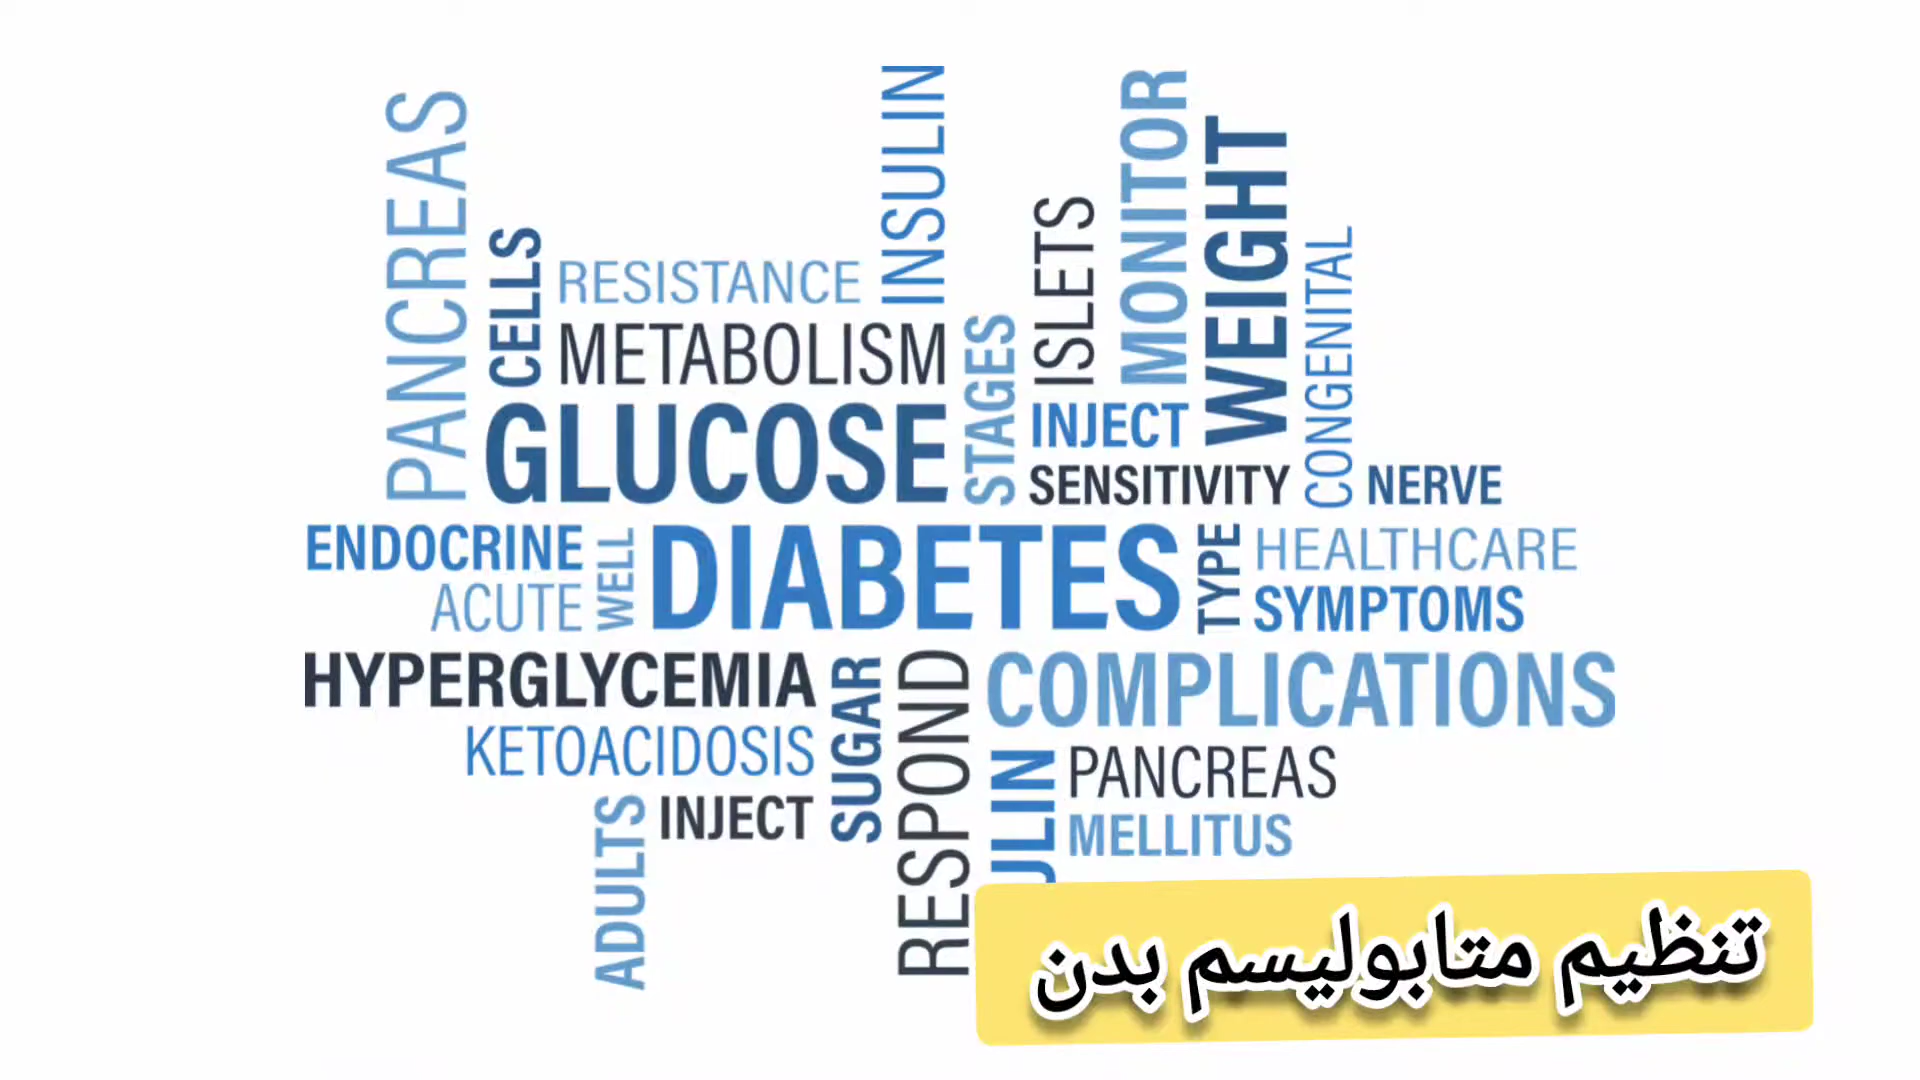 PANCREAS
CELLS
RESISTANCE
INSULIN
METABOLISM
GLUCOSE
STAGES
ISLETS
MONITOR
WEIGHT
CONGENITAL
INJECT
SENSITIVITY
NERVE
ENDOCRINE
ACUTE
WELL
DIABETES
TYPE
HEALTHCARE
SYMPTOMS
HYPERGLYCEMIA
SUGAR
RESPOND
COMPLICATIONS
KETOACIDOSIS
ULIN
PANCREAS
INJECT
MELLITUS
ADULTS
تنظیم متابولیسم بدن